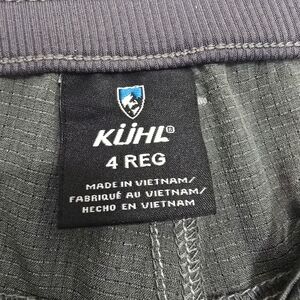 KÜHL®
4 REG
MADE IN VIETNAM/
FABRIQUÉ AU VIETNAM/
HECHO EN VIETNAM